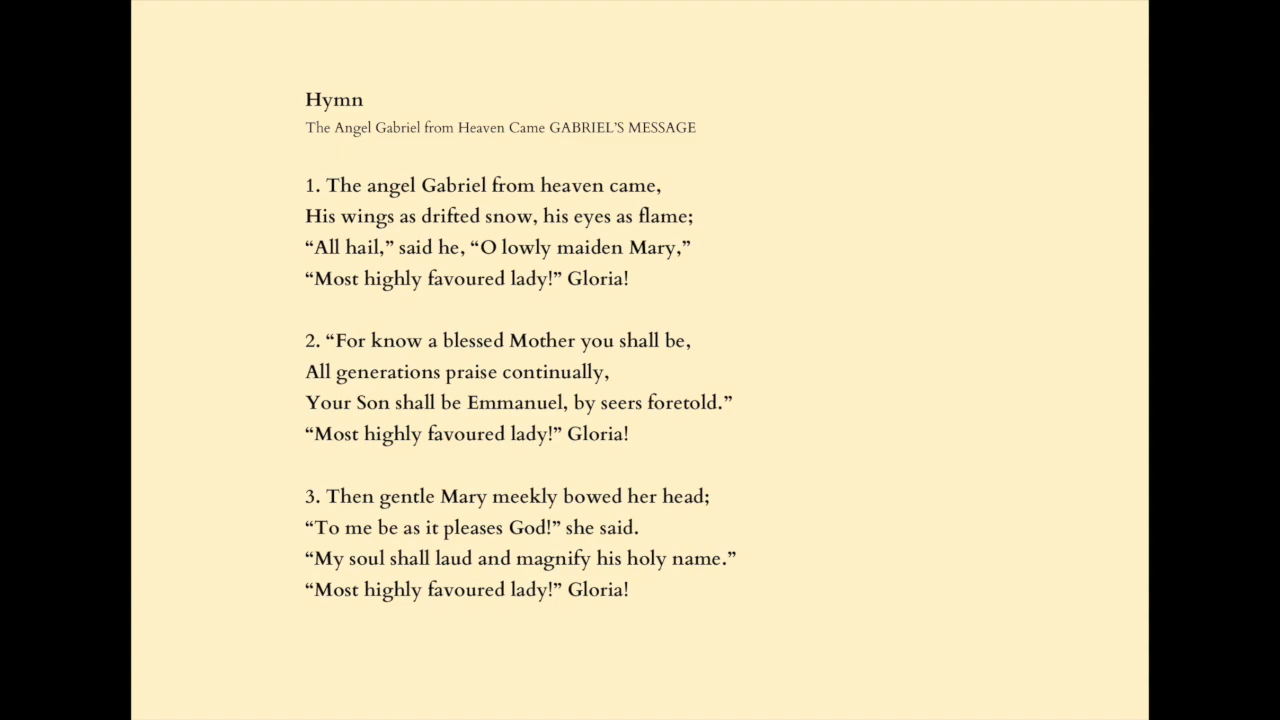 Hymn
The Angel Gabriel from Heaven Came GABRIEL’S MESSAGE
1. The angel Gabriel from heaven came,
His wings as drifted snow, his eyes as flame;
“All hail,” said he, “O lowly maiden Mary,”
“Most highly favoured lady!” Gloria!
2. “For know a blessed Mother you shall be,
All generations praise continually,
Your Son shall be Emmanuel, by seers foretold.”
“Most highly favoured lady!” Gloria!
3. Then gentle Mary meekly bowed her head;
“To me be as it pleases God!” she said.
“My soul shall laud and magnify his holy name.”
“Most highly favoured lady!” Gloria!